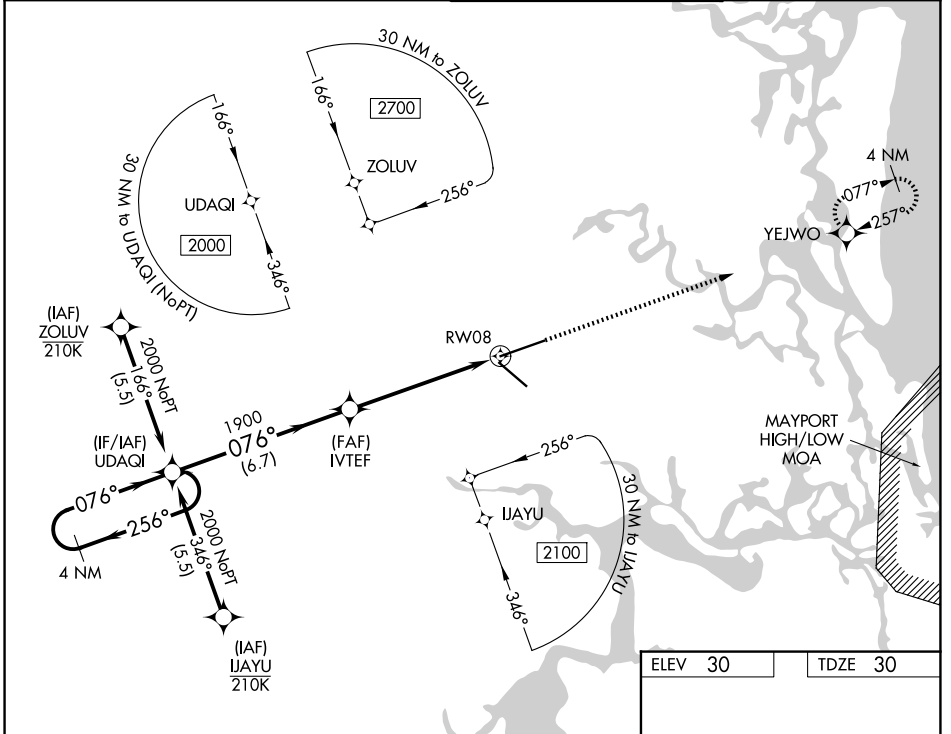 30 NM to ZOLUV
166°
2700
ZOLUV
256°
166°
UDAQI
2000
346°
30 NM to UDAQI (NoPT)
4 NM
077°
257°
YEJWO
(IAF)
ZOLUV
210K
2000 NoPT
166°
(5.5)
RW08
(IF/IAF)
UDAQI
1900
076°
(6.7)
(FAF)
IVTEF
MAYPORT
HIGH/LOW
MOA
076°
256°
4 NM
2000 NoPT
346°
(5.5)
(IAF)
IJAYU
210K
256°
IJAYU
2100
346°
30 NM to IJAYU
ELEV 30
TDZE 30